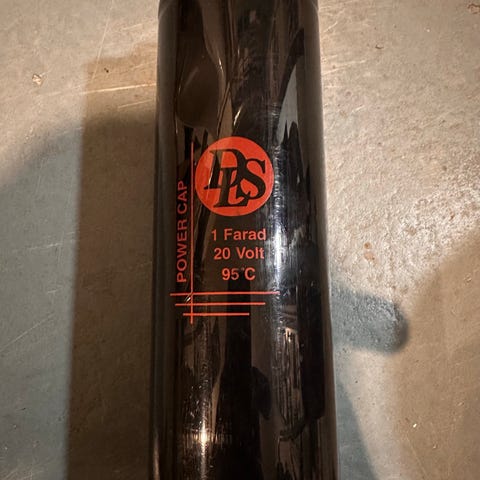 DLS
POWER CAP
1 Farad
20 Volt
95°C